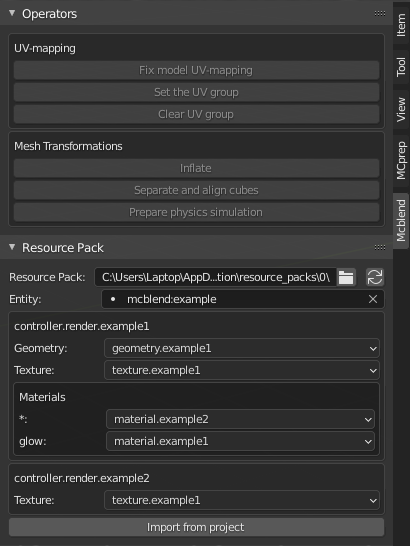 Operators
UV-mapping
Fix model UV-mapping
Set the UV group
Clear UV group
Mesh Transformations
Inflate
Separate and align cubes
Prepare physics simulation
Resource Pack
Resource Pack: C:\Users\Laptop\AppD...tion\resource_packs\0\
Entity: mcblend:example
controller.render.example1
Geometry: geometry.example1
Texture: texture.example1
Materials
*: material.example2
glow: material.example1
controller.render.example2
Texture: texture.example1
Import from project
Item
Tool
View
MCprep
Mcblend